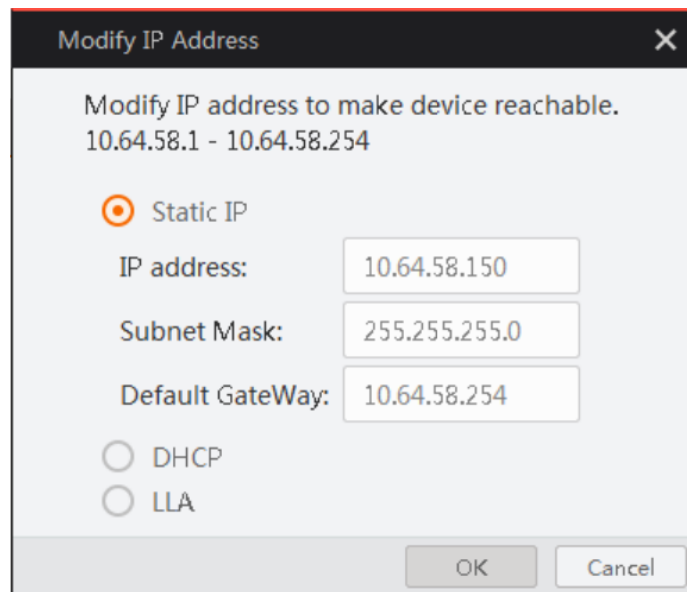 Modify IP Address
Modify IP address to make device reachable.
10.64.58.1 - 10.64.58.254
Static IP
IP address: 10.64.58.150
Subnet Mask: 255.255.255.0
Default GateWay: 10.64.58.254
DHCP
LLA
OK Cancel